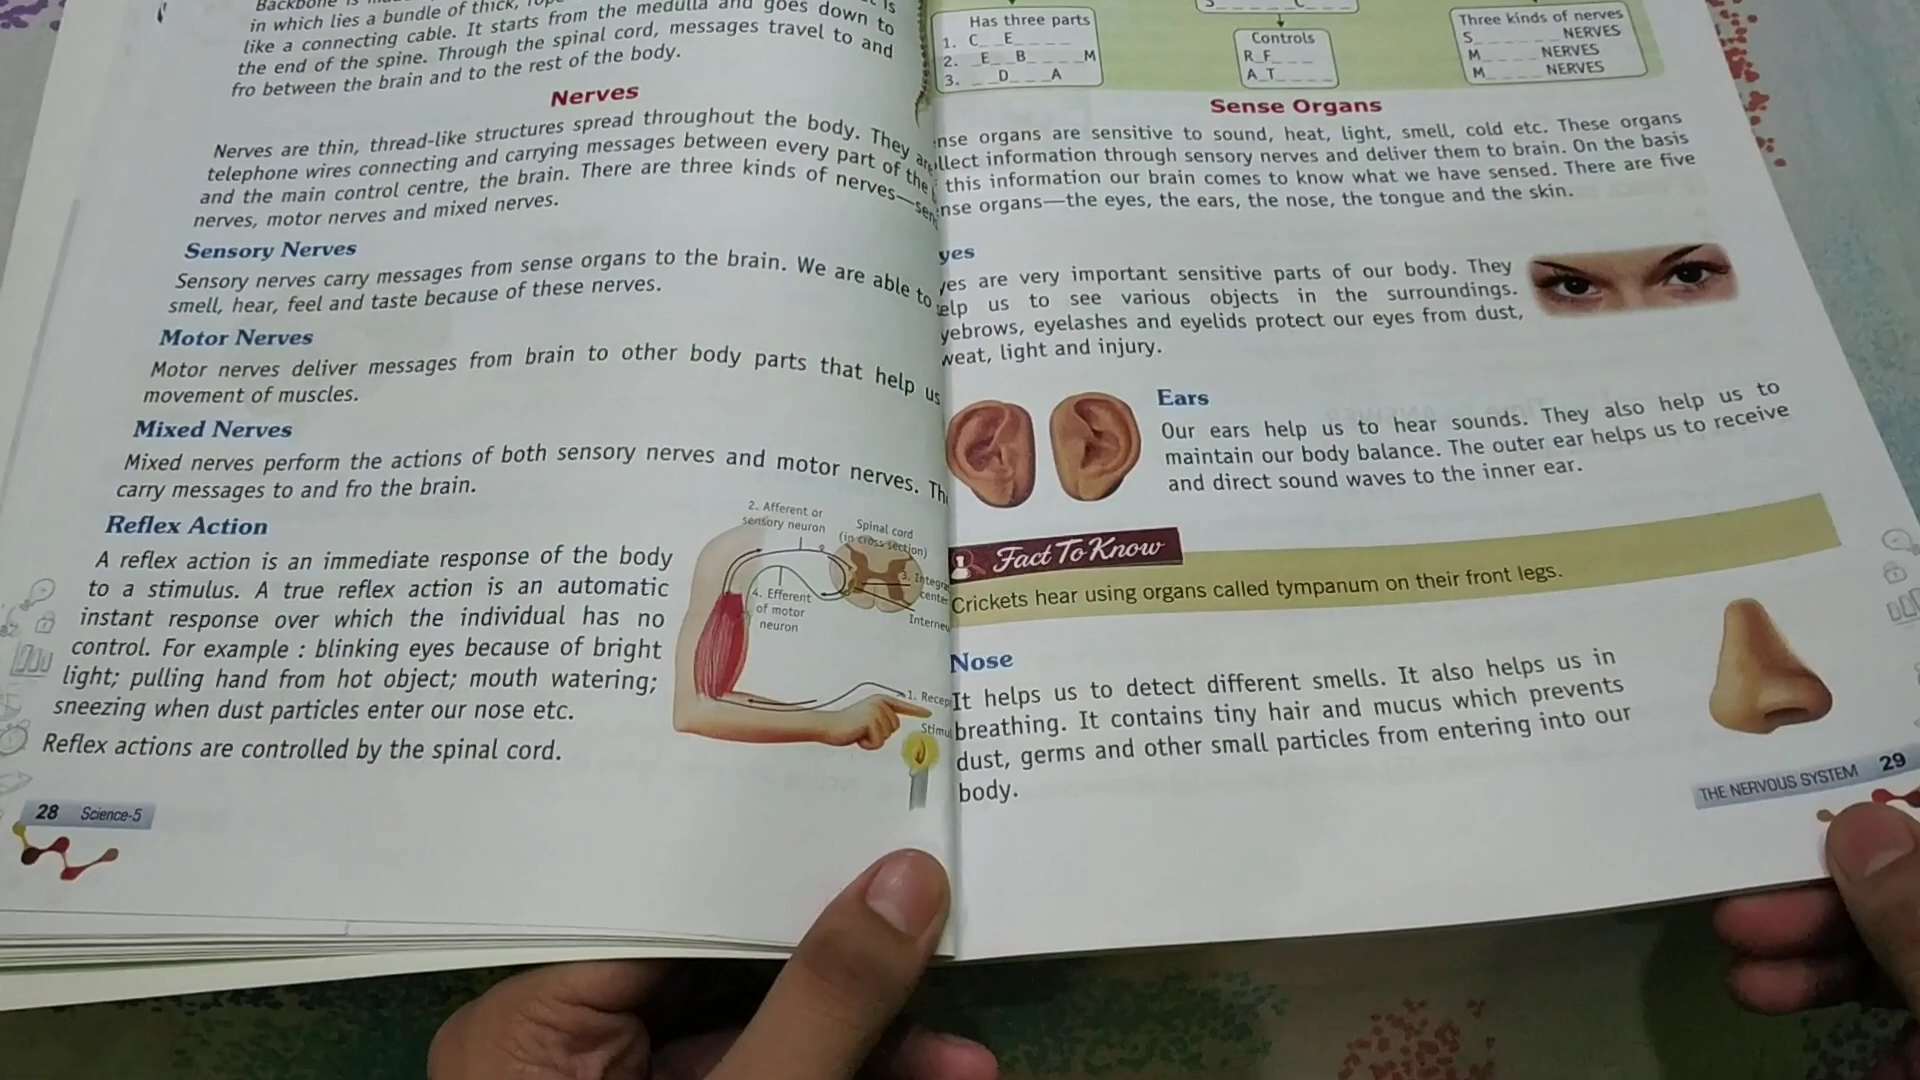 Backbone is
in which lies a bundle of thick,
like a connecting cable. It starts from the medulla and goes down to
the end of the spine. Through the spinal cord, messages travel to and
fro between the brain and to the rest of the body.
Nerves
Nerves are thin, thread-like structures spread throughout the body. They are
telephone wires connecting and carrying messages between every part of the
and the main control centre, the brain. There are three kinds of nerves—sen
nerves, motor nerves and mixed nerves.
Sensory Nerves
Sensory nerves carry messages from sense organs to the brain. We are able to
smell, hear, feel and taste because of these nerves.
Motor Nerves
Motor nerves deliver messages from brain to other body parts that help us
movement of muscles.
Mixed Nerves
Mixed nerves perform the actions of both sensory nerves and motor nerves. Th
carry messages to and fro the brain.
Reflex Action
A reflex action is an immediate response of the body
to a stimulus. A true reflex action is an automatic
instant response over which the individual has no
control. For example : blinking eyes because of bright
light; pulling hand from hot object; mouth watering;
sneezing when dust particles enter our nose etc.
Reflex actions are controlled by the spinal cord.
2. Afferent or
sensory neuron
Spinal cord
(in cross section)
3. Integra
center
4. Efferent
of motor
neuron
Interneu
1. Recep
Stimu
28 Science-5
Has three parts
1. C_ _E_ _ _ _
2. _E_ _B_ _ _ _M
3. _ _D_ _ _A
S_ _ _ _ _ C_ _ _
Controls
R_F_ _ _
A_T_ _ _ _
Three kinds of nerves
S_ _ _ _ _ _ NERVES
M_ _ _ _ NERVES
M_ _ _ _ NERVES
Sense Organs
nse organs are sensitive to sound, heat, light, smell, cold etc. These organs
llect information through sensory nerves and deliver them to brain. On the basis
this information our brain comes to know what we have sensed. There are five
nse organs—the eyes, the ears, the nose, the tongue and the skin.
yes
yes are very important sensitive parts of our body. They
elp us to see various objects in the surroundings.
yebrows, eyelashes and eyelids protect our eyes from dust,
weat, light and injury.
Ears
Our ears help us to hear sounds. They also help us to
maintain our body balance. The outer ear helps us to receive
and direct sound waves to the inner ear.
Fact To Know
Crickets hear using organs called tympanum on their front legs.
Nose
It helps us to detect different smells. It also helps us in
breathing. It contains tiny hair and mucus which prevents
dust, germs and other small particles from entering into our
body.
THE NERVOUS SYSTEM 29